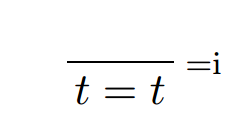 t = t =i